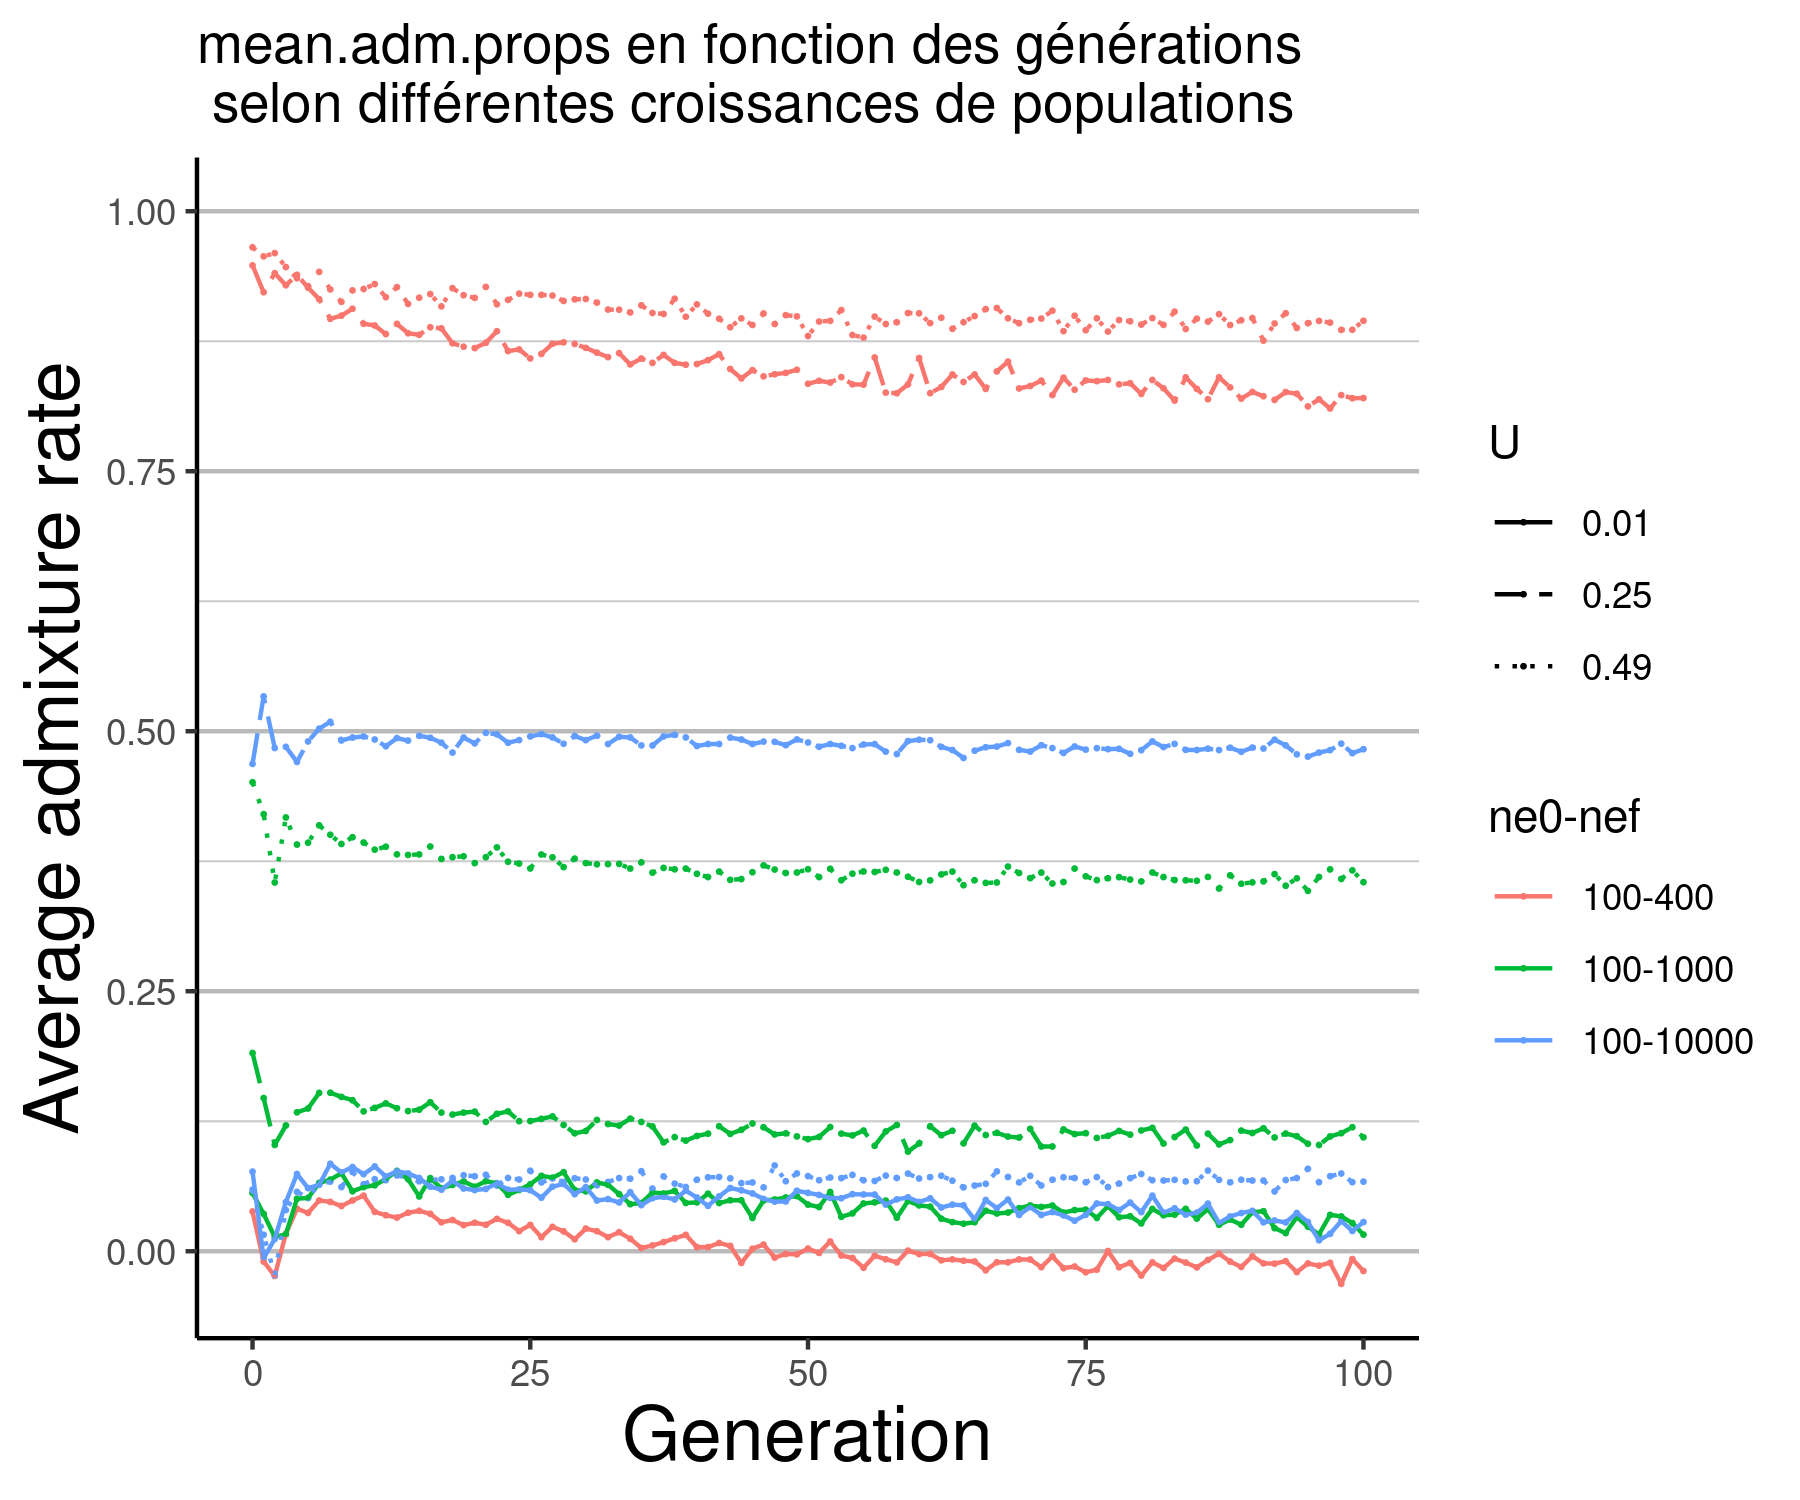 mean.adm.props en fonction des générations
selon différentes croissances de populations
Average admixture rate
1.00
0.75
0.50
0.25
0.00
0
25
50
75
100
Generation
U
0.01
0.25
0.49
ne0-nef
100-400
100-1000
100-10000